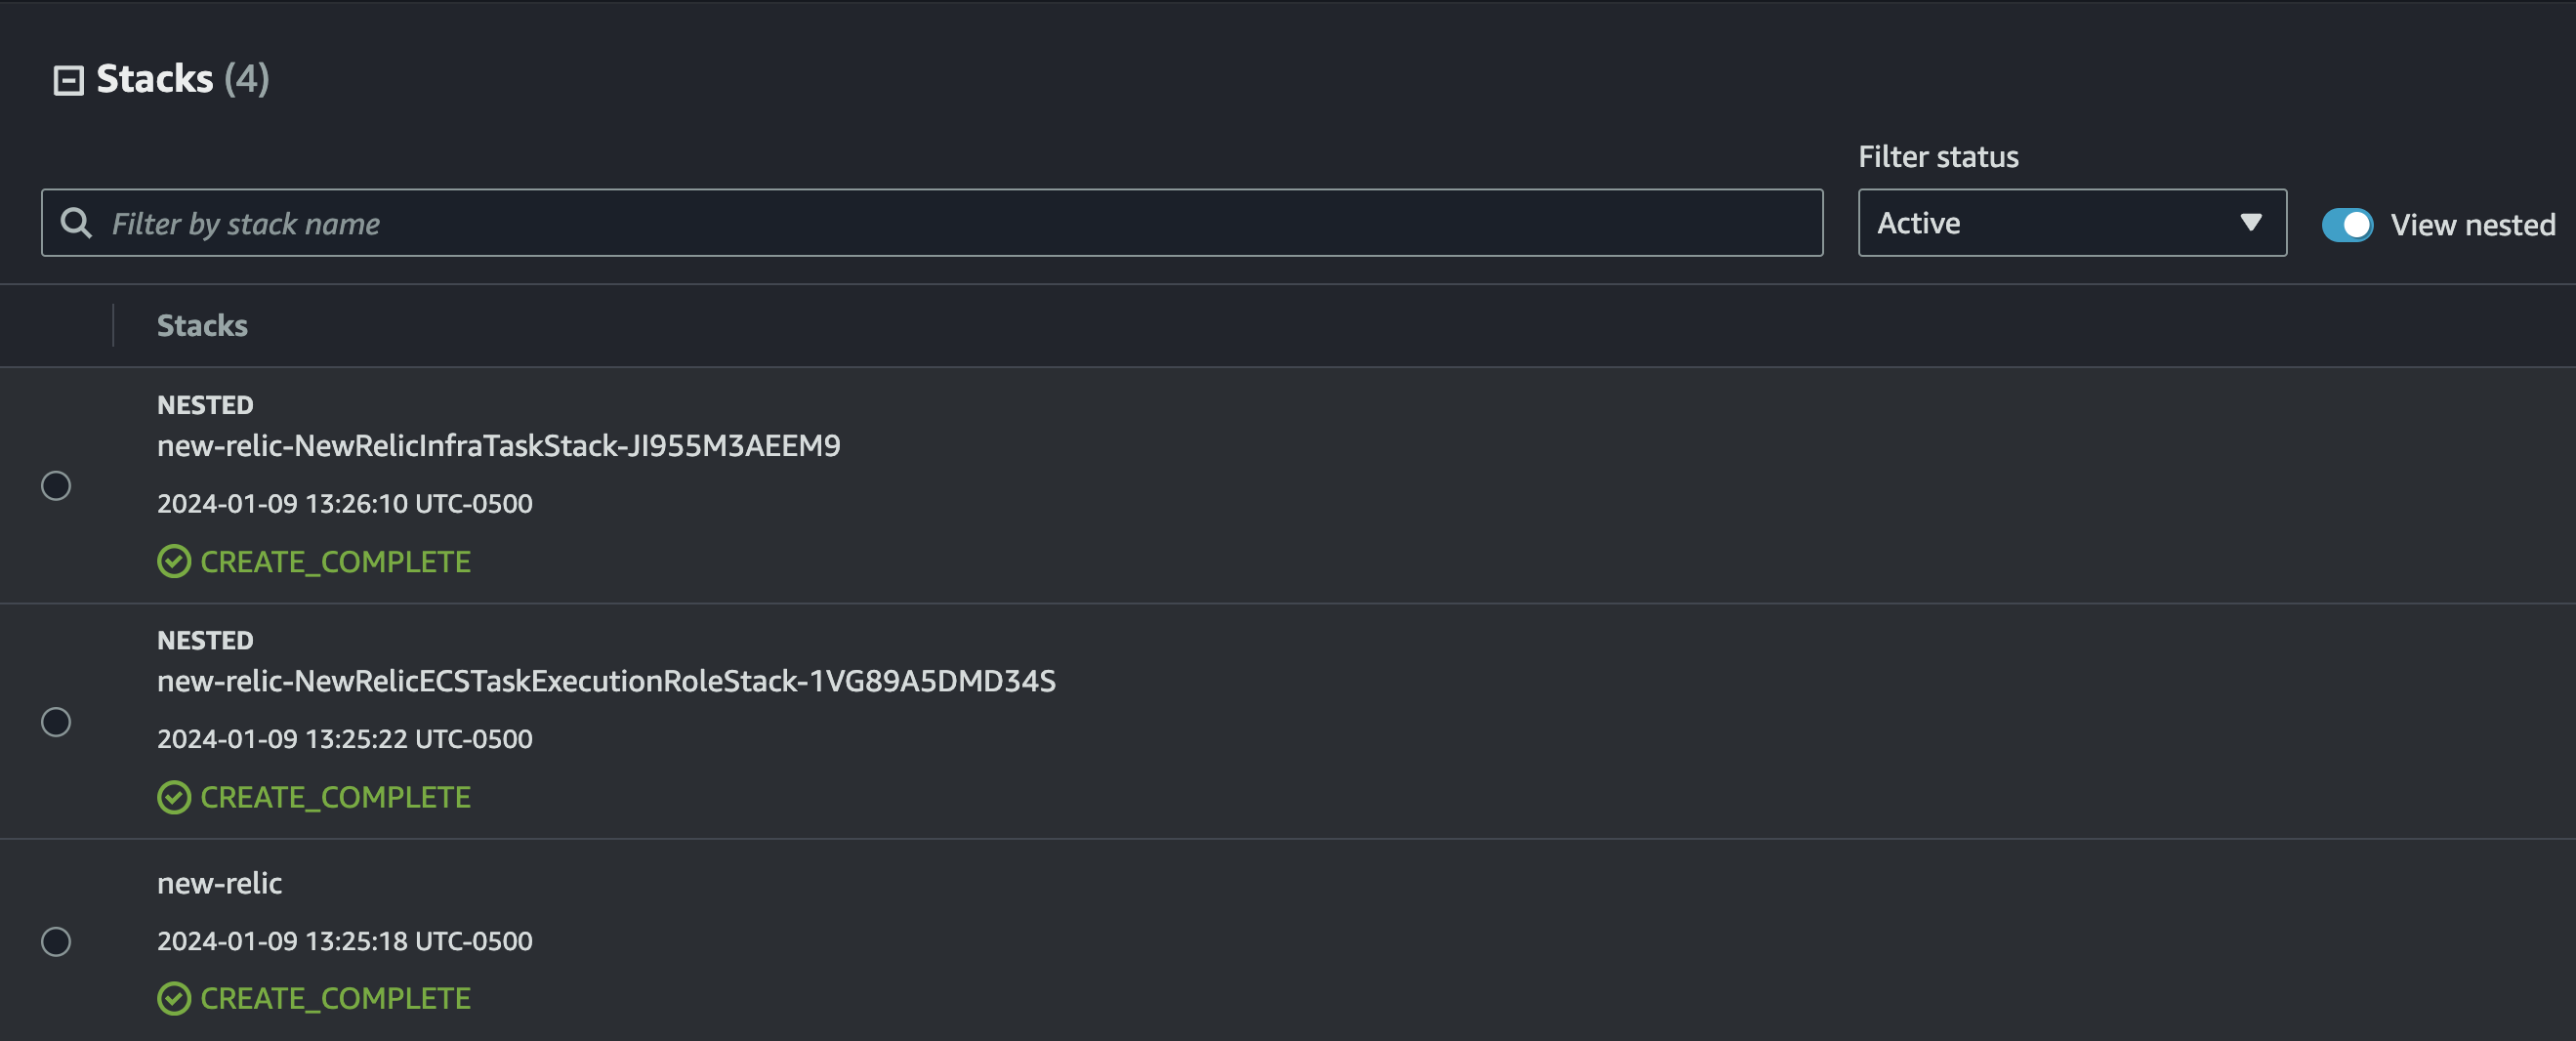 Stacks (4)
Filter status
Filter by stack name
Active
View nested
Stacks
NESTED
new-relic-NewRelicInfraTaskStack-JI955M3AEEM9
2024-01-09 13:26:10 UTC-0500
CREATE_COMPLETE
NESTED
new-relic-NewRelicECSTaskExecutionRoleStack-1VG89A5DMD34S
2024-01-09 13:25:22 UTC-0500
CREATE_COMPLETE
new-relic
2024-01-09 13:25:18 UTC-0500
CREATE_COMPLETE